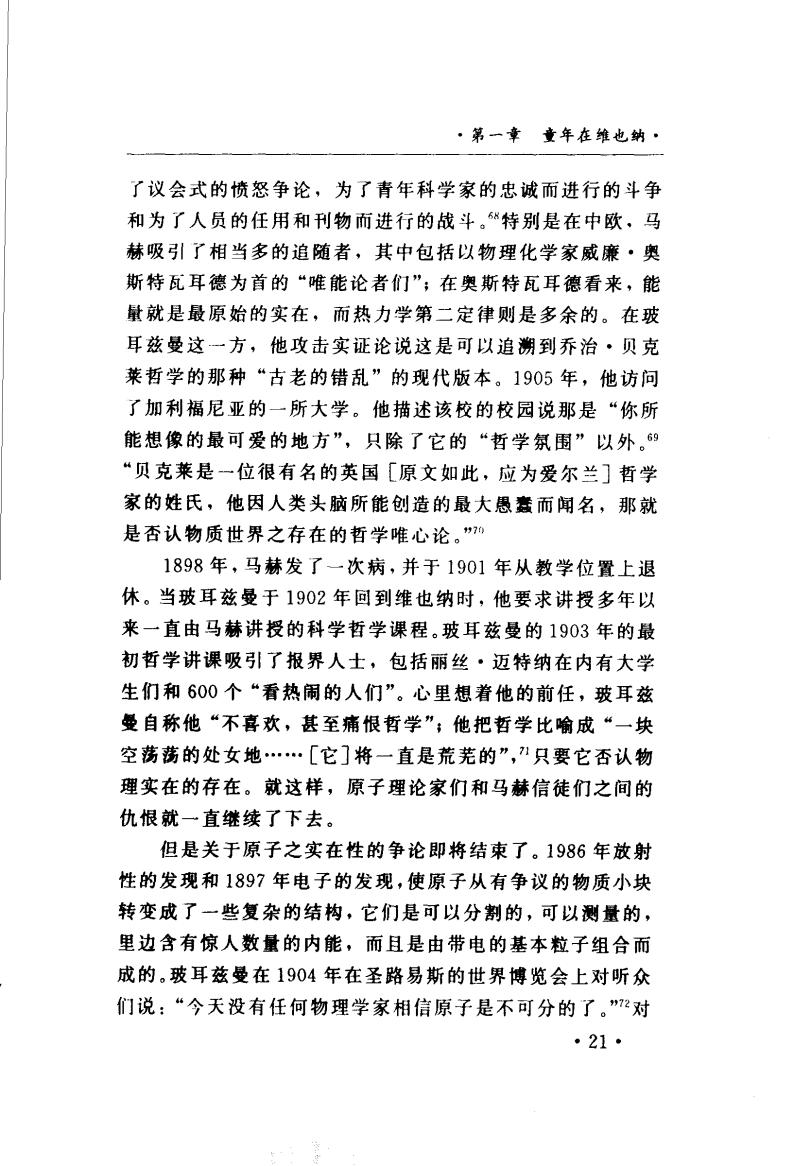 ·第一章　童年在维也纳·
了议会式的愤怒争论，为了青年科学家的忠诚而进行的斗争
和为了人员的任用和刊物而进行的战斗。68特别是在中欧，马
赫吸引了相当多的追随者，其中包括以物理化学家威廉·奥
斯特瓦耳德为首的“唯能论者们”；在奥斯特瓦耳德看来，能
量就是最原始的实在，而热力学第二定律则是多余的。在玻
耳兹曼这一方，他攻击实证论说这是可以追溯到乔治·贝克
莱哲学的那种“古老的错乱”的现代版本。1905 年，他访问
了加利福尼亚的一所大学。他描述该校的校园说那是“你所
能想像的最可爱的地方”，只除了它的“哲学氛围”以外。69
“贝克莱是一位很有名的英国［原文如此，应为爱尔兰］哲学
家的姓氏，他因人类头脑所能创造的最大愚蠢而闻名，那就
是否认物质世界之存在的哲学唯心论。”70
1898 年，马赫发了一次病，并于 1901 年从教学位置上退
休。当玻耳兹曼于 1902 年回到维也纳时，他要求讲授多年以
来一直由马赫讲授的科学哲学课程。玻耳兹曼的 1903 年的最
初哲学讲课吸引了报界人士，包括丽丝·迈特纳在内有大学
生们和 600 个“看热闹的人们”。心里想着他的前任，玻耳兹
曼自称他“不喜欢，甚至痛恨哲学”；他把哲学比喻成“一块
空荡荡的处女地……［它］将一直是荒芜的”，71只要它否认物
理实在的存在。就这样，原子理论家们和马赫信徒们之间的
仇恨就一直继续了下去。
但是关于原子之实在性的争论即将结束了。1986 年放射
性的发现和 1897 年电子的发现，使原子从有争议的物质小块
转变成了一些复杂的结构，它们是可以分割的，可以测量的，
里边含有惊人数量的内能，而且是由带电的基本粒子组合而
成的。玻耳兹曼在 1904 年在圣路易斯的世界博览会上对听众
们说：“今天没有任何物理学家相信原子是不可分的了。”72对
·21·